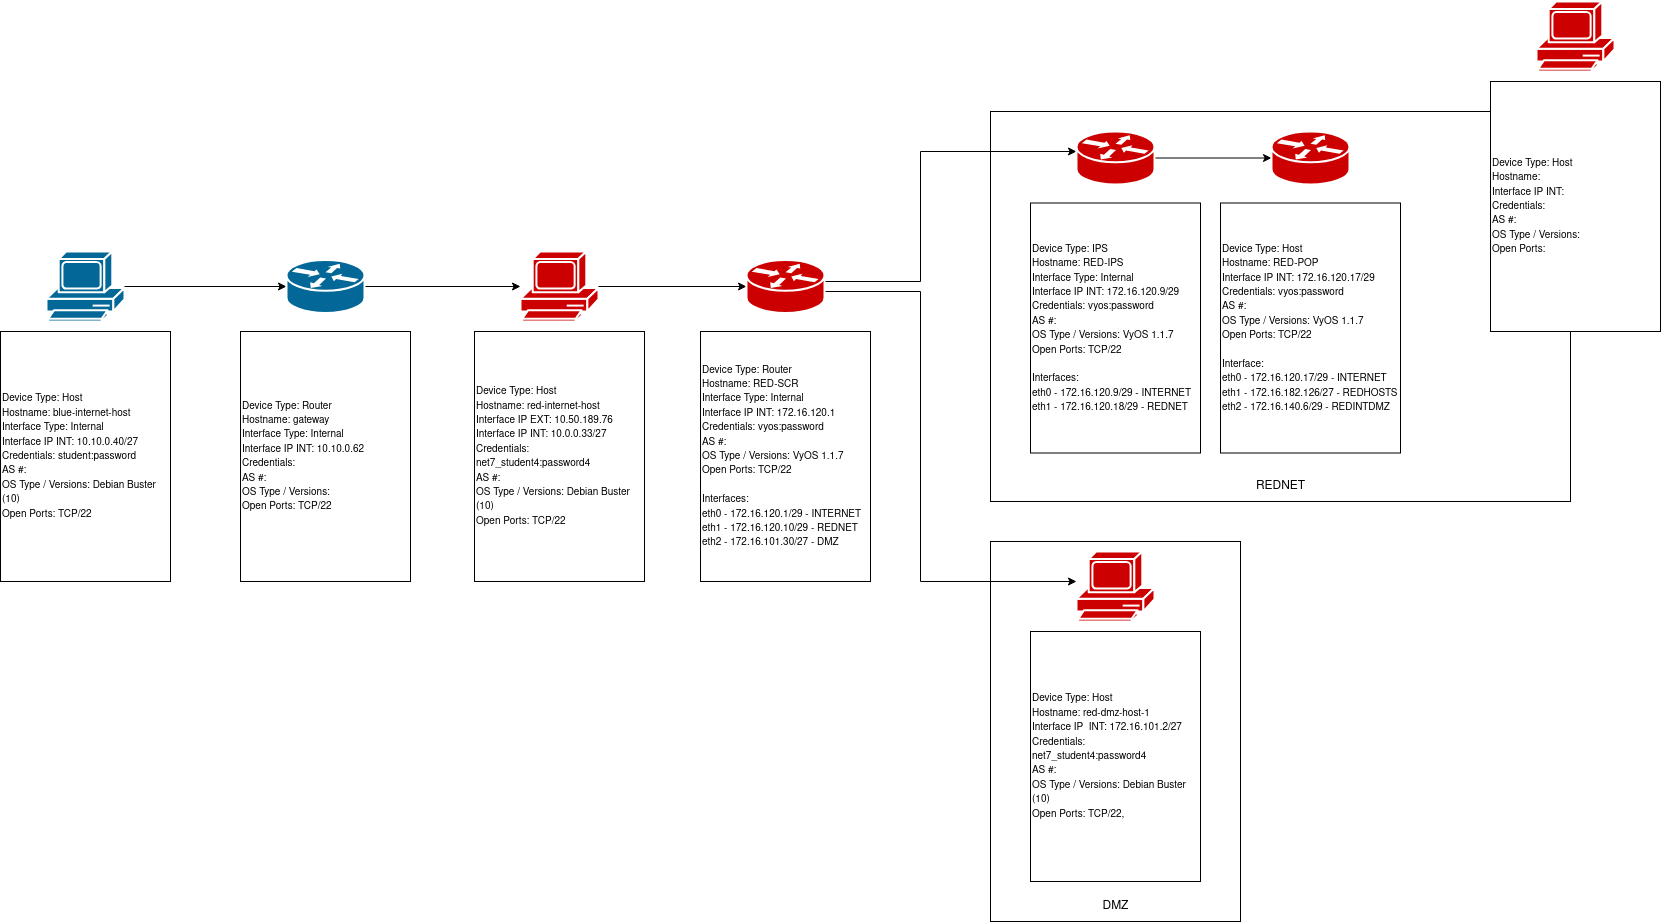 Device Type: Host
Hostname: blue-internet-host
Interface Type: Internal
Interface IP INT: 10.10.0.40/27
Credentials: student:password
AS #:
OS Type / Versions: Debian Buster
(10)
Open Ports: TCP/22
Device Type: Router
Hostname: gateway
Interface Type: Internal
Interface IP INT: 10.10.0.62
Credentials:
AS #:
OS Type / Versions:
Open Ports: TCP/22
Device Type: Host
Hostname: red-internet-host
Interface IP EXT: 10.50.189.76
Interface IP INT: 10.0.0.33/27
Credentials:
net7_student4:password4
AS #:
OS Type / Versions: Debian Buster
(10)
Open Ports: TCP/22
Device Type: Router
Hostname: RED-SCR
Interface Type: Internal
Interface IP INT: 172.16.120.1
Credentials: vyos:password
AS #:
OS Type / Versions: VyOS 1.1.7
Open Ports: TCP/22
Interfaces:
eth0 - 172.16.120.1/29 - INTERNET
eth1 - 172.16.120.10/29 - REDNET
eth2 - 172.16.101.30/27 - DMZ
Device Type: IPS
Hostname: RED-IPS
Interface Type: Internal
Interface IP INT: 172.16.120.9/29
Credentials: vyos:password
AS #:
OS Type / Versions: VyOS 1.1.7
Open Ports: TCP/22
Interfaces:
eth0 - 172.16.120.9/29 - INTERNET
eth1 - 172.16.120.18/29 - REDNET
Device Type: Host
Hostname: RED-POP
Interface IP INT: 172.16.120.17/29
Credentials: vyos:password
AS #:
OS Type / Versions: VyOS 1.1.7
Open Ports: TCP/22
Interface:
eth0 - 172.16.120.17/29 - INTERNET
eth1 - 172.16.182.126/27 - REDHOSTS
eth2 - 172.16.140.6/29 - REDINTDMZ
REDNET
Device Type: Host
Hostname:
Interface IP INT:
Credentials:
AS #:
OS Type / Versions:
Open Ports:
Device Type: Host
Hostname: red-dmz-host-1
Interface IP  INT: 172.16.101.2/27
Credentials:
net7_student4:password4
AS #:
OS Type / Versions: Debian Buster
(10)
Open Ports: TCP/22,
DMZ